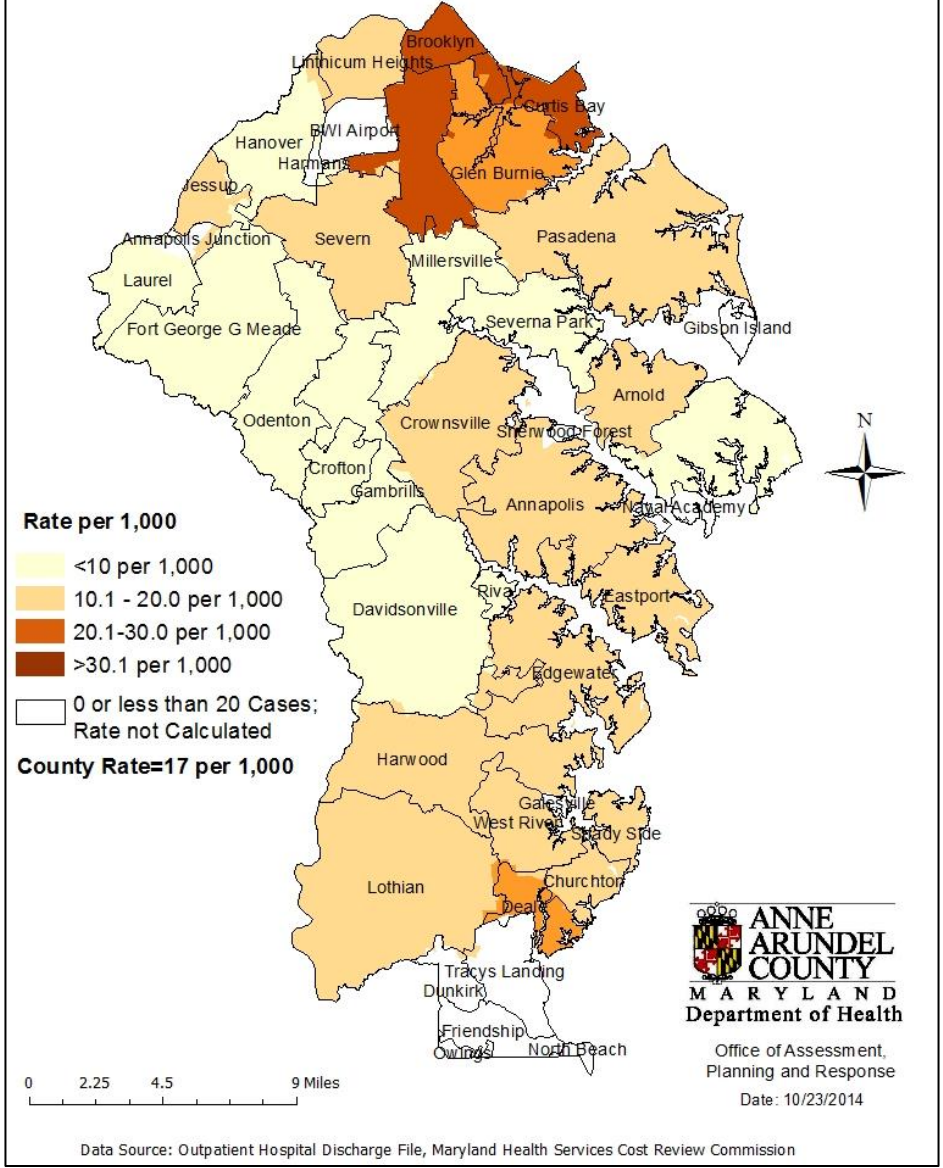 Brooklyn
Linthicum Heights
Curtis Bay
BWI Airport
Hanover
Harmans
Glen Burnie
Jessup
Annapolis Junction
Severn
Pasadena
Millersville
Laurel
Fort George G Meade
Severna Park
Gibson Island
Arnold
Odenton
Crownsville
Sherwood Forest
N
Crofton
Gambrills
Annapolis
Naval Academy
Rate per 1,000
<10 per 1,000
10.1 - 20.0 per 1,000
20.1-30.0 per 1,000
>30.1 per 1,000
0 or less than 20 Cases;
Rate not Calculated
County Rate=17 per 1,000
Davidsonville
Riva
Eastport
Edgewater
Harwood
Galesville
West River
Shady Side
Lothian
Churchton
Deale
Tracys Landing
Dunkirk
Friendship
Owings
North Beach
ANNE
ARUNDEL
COUNTY
MARYLAND
Department of Health
Office of Assessment,
Planning and Response
Date: 10/23/2014
0 2.25 4.5 9 Miles
Data Source: Outpatient Hospital Discharge File, Maryland Health Services Cost Review Commission